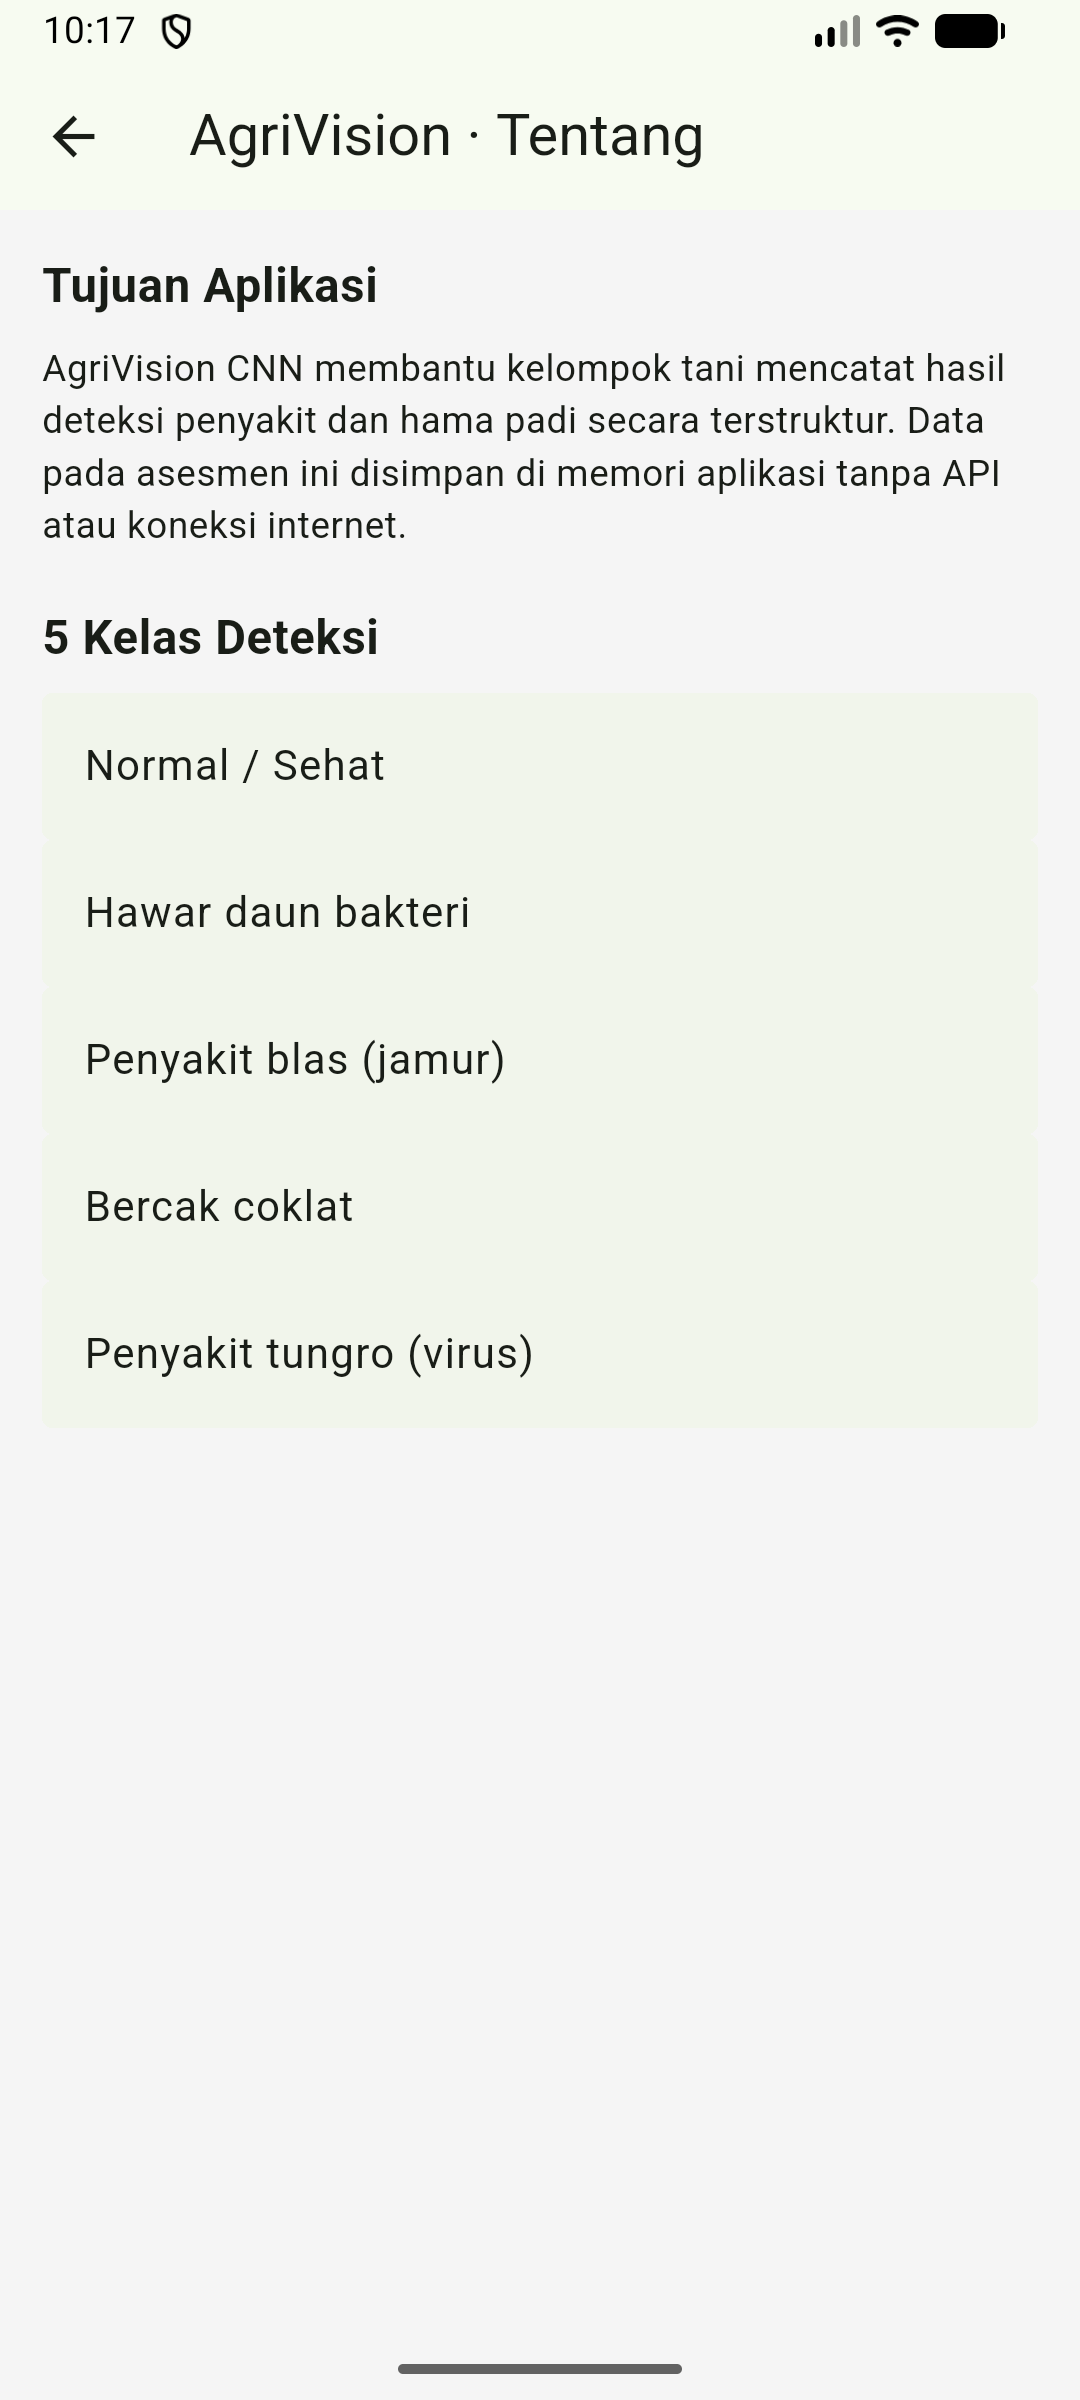 10:17
AgriVision · Tentang
Tujuan Aplikasi
AgriVision CNN membantu kelompok tani mencatat hasil
deteksi penyakit dan hama padi secara terstruktur. Data
pada asesmen ini disimpan di memori aplikasi tanpa API
atau koneksi internet.
5 Kelas Deteksi
Normal / Sehat
Hawar daun bakteri
Penyakit blas (jamur)
Bercak coklat
Penyakit tungro (virus)